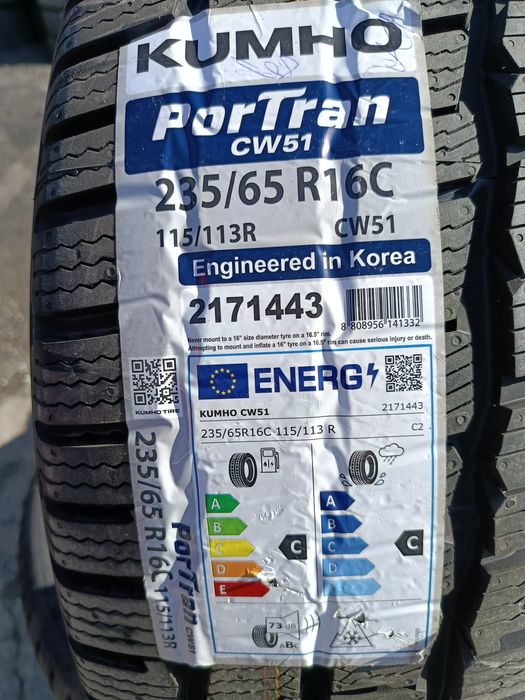 KUMHO
PorTran
CW51
235/65 R16C
115/113R CW51
Engineered in Korea
2171443
8 808956 141332
Never mount to a 16" size diameter tyre on a 16.5" rim.
Attempting to mount and inflate a 16" tyre on a 16.5" rim can cause serious injury or death.
ENERG
KUMHO CW51 2171443
235/65R16C 115/113 R C2
A
B
C
D
E
C
A
B
C
D
E
C
73 dB
ABC
KUMHO TIRE
235/65 R16C 115/113R
PorTran CW51